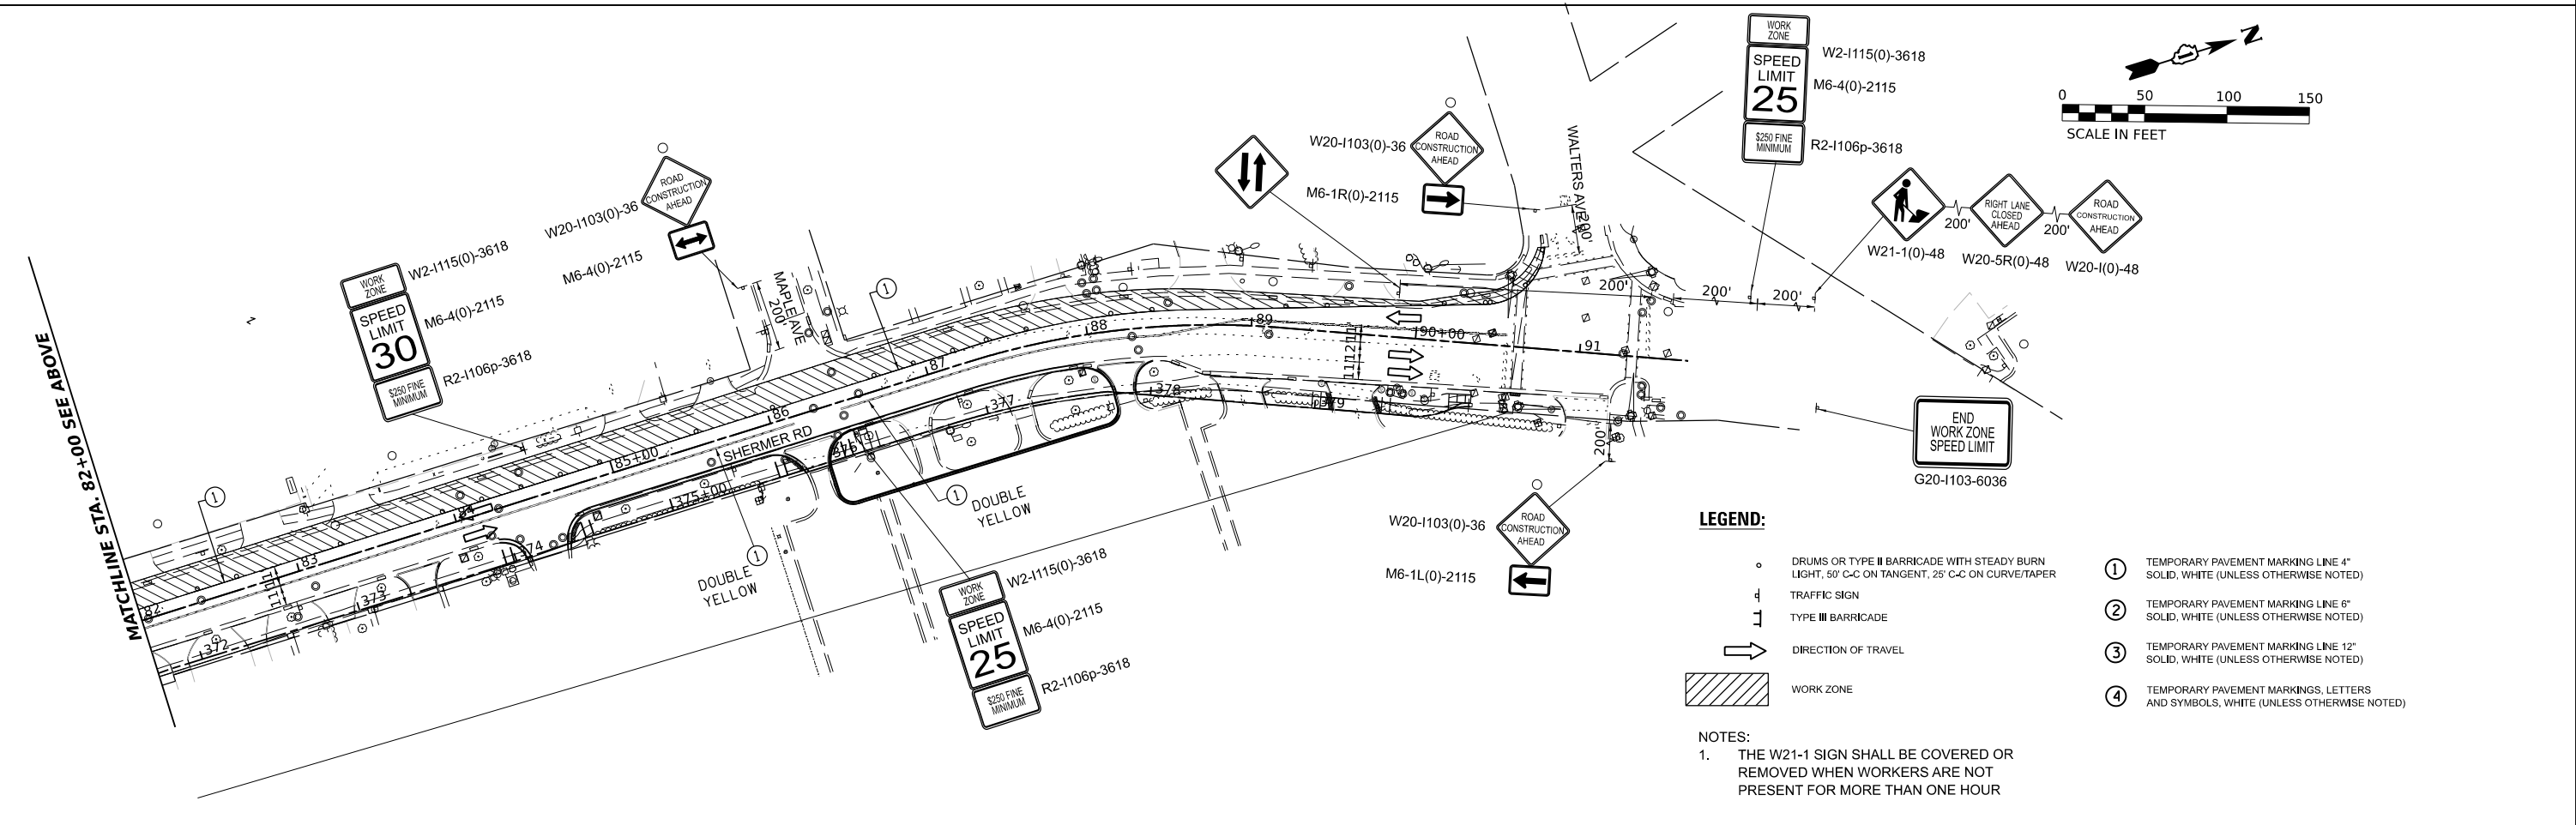 MATCHLINE STA. 82+00 SEE ABOVE
WORK
ZONE
SPEED
LIMIT
30
$250 FINE
MINIMUM
W2-I115(0)-3618
M6-4(0)-2115
R2-I106p-3618
ROAD
CONSTRUCTION
AHEAD
W20-I103(0)-36
M6-4(0)-2115
MAPLE AVE
200'
1
1
ROAD
CONSTRUCTION
AHEAD
W20-I103(0)-36
M6-1R(0)-2115
WALTERS AVE
200'
WORK
ZONE
SPEED
LIMIT
25
$250 FINE
MINIMUM
W2-I115(0)-3618
M6-4(0)-2115
R2-I106p-3618
N
0 50 100 150
SCALE IN FEET
W21-1(0)-48
200'
RIGHT LANE
CLOSED
AHEAD
W20-5R(0)-48
200'
ROAD
CONSTRUCTION
AHEAD
W20-I(0)-48
200'
200'
200'
82
83
84
85+00
86
87
88
89
90+00
91
11'
11'
11'
12'
11'
SHERMER RD
372
373
374
375+00
376
377
378
379
1
DOUBLE
YELLOW
1
DOUBLE
YELLOW
WORK
ZONE
SPEED
LIMIT
25
$250 FINE
MINIMUM
W2-I115(0)-3618
M6-4(0)-2115
R2-I106p-3618
200'
ROAD
CONSTRUCTION
AHEAD
W20-I103(0)-36
M6-1L(0)-2115
END
WORK ZONE
SPEED LIMIT
G20-I103-6036
LEGEND:
DRUMS OR TYPE II BARRICADE WITH STEADY BURN
LIGHT, 50' C-C ON TANGENT, 25' C-C ON CURVE/TAPER
TRAFFIC SIGN
TYPE III BARRICADE
DIRECTION OF TRAVEL
WORK ZONE
1 TEMPORARY PAVEMENT MARKING LINE 4"
SOLID, WHITE (UNLESS OTHERWISE NOTED)
2 TEMPORARY PAVEMENT MARKING LINE 6"
SOLID, WHITE (UNLESS OTHERWISE NOTED)
3 TEMPORARY PAVEMENT MARKING LINE 12"
SOLID, WHITE (UNLESS OTHERWISE NOTED)
4 TEMPORARY PAVEMENT MARKINGS, LETTERS
AND SYMBOLS, WHITE (UNLESS OTHERWISE NOTED)
NOTES:
1. THE W21-1 SIGN SHALL BE COVERED OR
REMOVED WHEN WORKERS ARE NOT
PRESENT FOR MORE THAN ONE HOUR